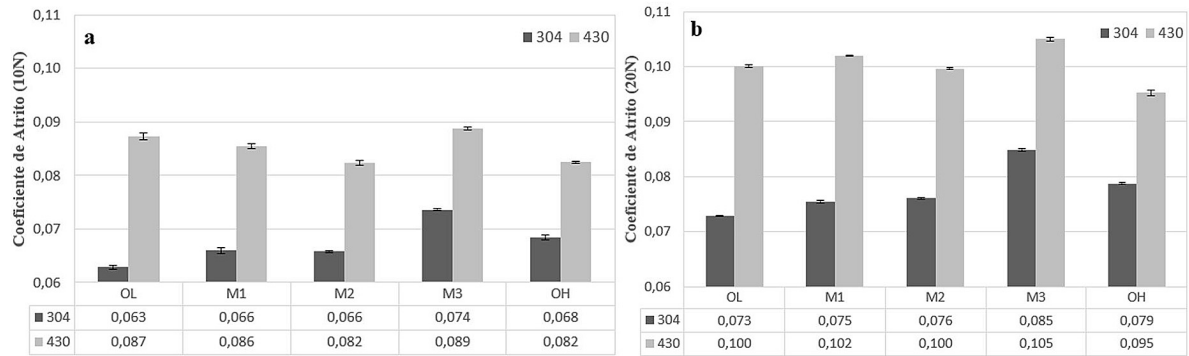 a
Coeficiente de Atrito (10N)
304 430
0,11
0,10
0,09
0,08
0,07
0,06
OL M1 M2 M3 OH
304 0,063 0,066 0,066 0,074 0,068
430 0,087 0,086 0,082 0,089 0,082
b
Coeficiente de Atrito (20N)
304 430
0,11
0,10
0,09
0,08
0,07
0,06
OL M1 M2 M3 OH
304 0,073 0,075 0,076 0,085 0,079
430 0,100 0,102 0,100 0,105 0,095